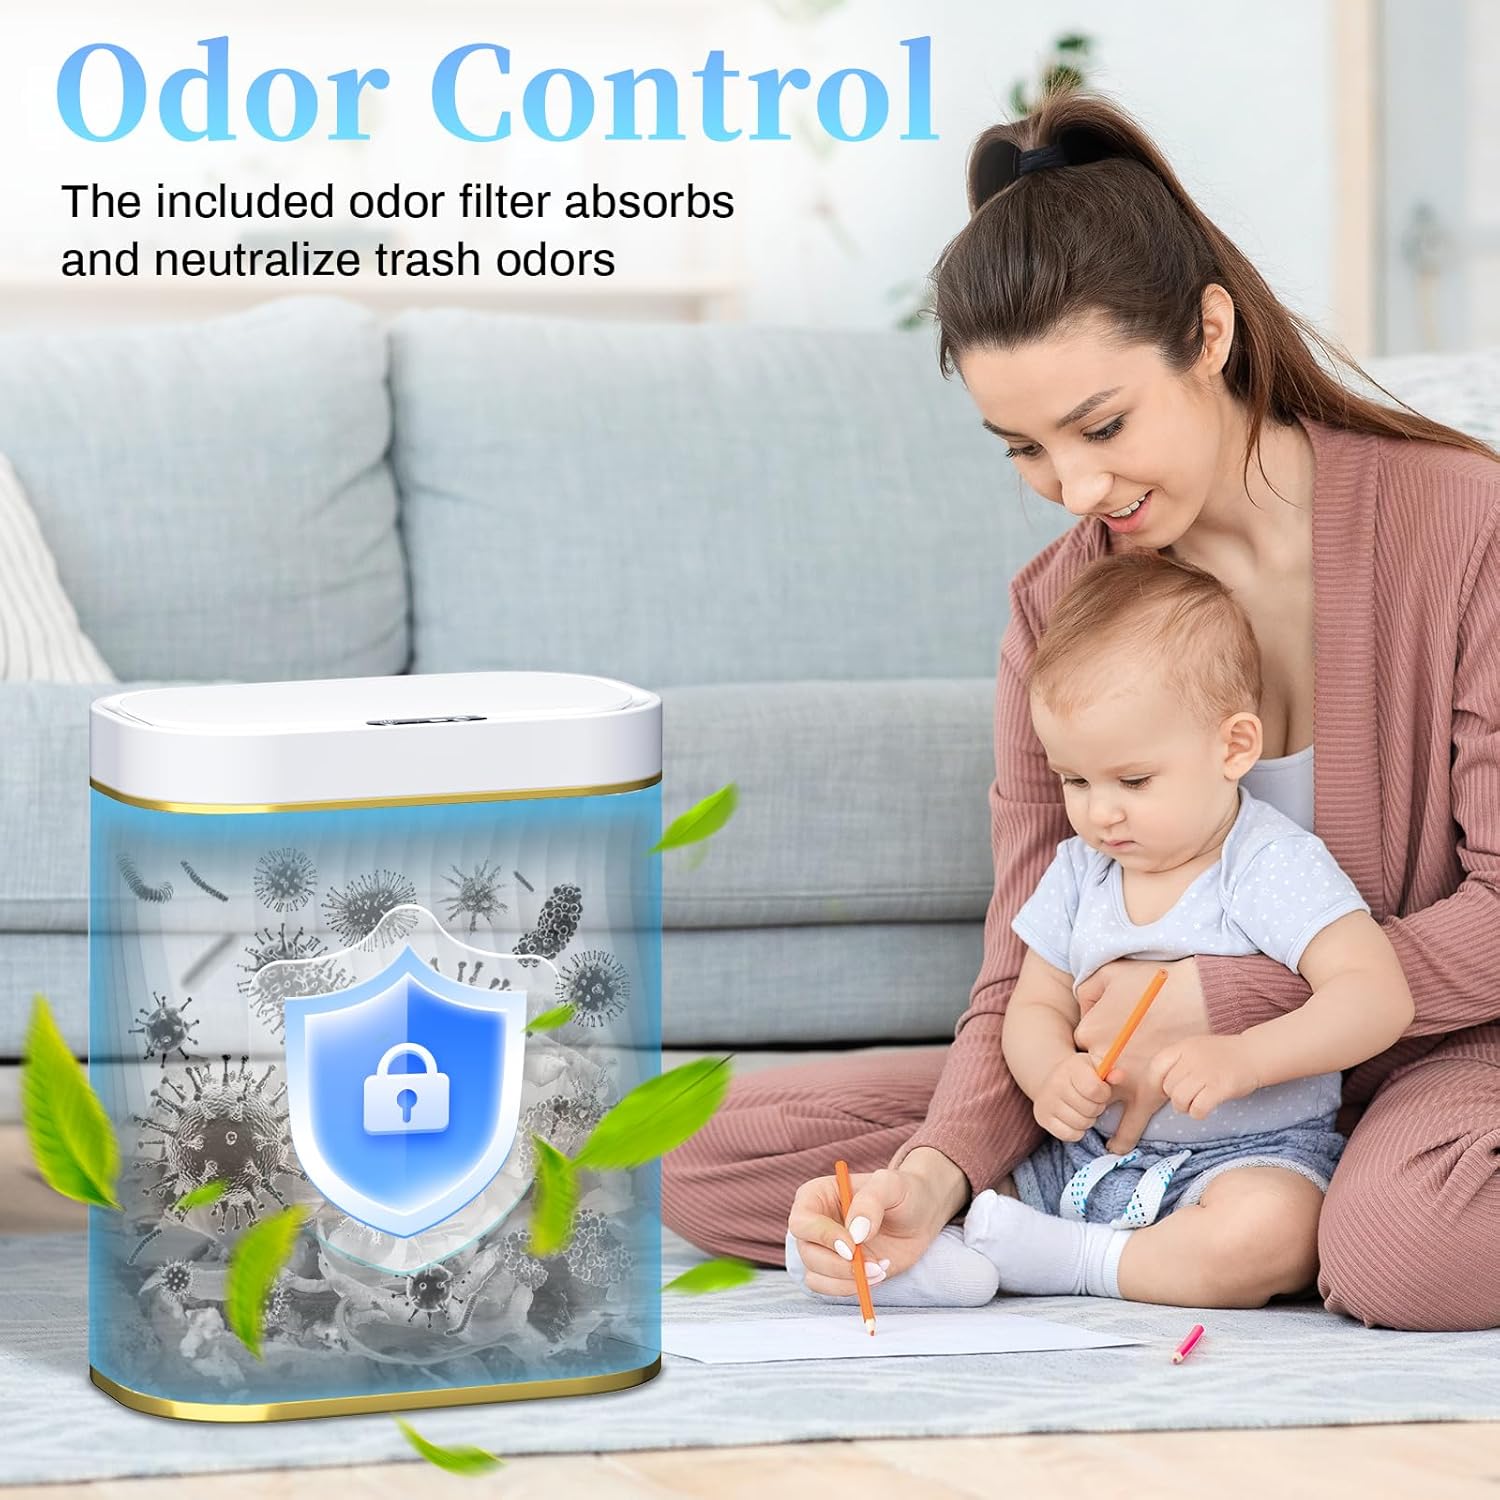 Odor Control
The included odor filter absorbs
and neutralize trash odors